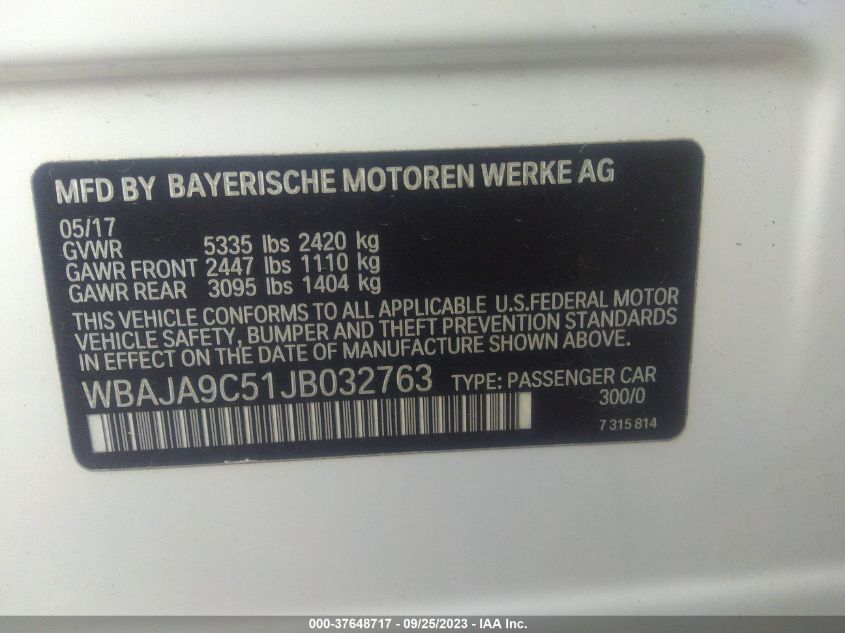 MFD BY BAYERISCHE MOTOREN WERKE AG
05/17
GVWR 5335 lbs 2420 kg
GAWR FRONT 2447 lbs 1110 kg
GAWR REAR 3095 lbs 1404 kg
THIS VEHICLE CONFORMS TO ALL APPLICABLE U.S.FEDERAL MOTOR
VEHICLE SAFETY, BUMPER AND THEFT PREVENTION STANDARDS
IN EFFECT ON THE DATE OF MANUFACTURE SHOWN ABOVE.
WBAJA9C51JB032763 TYPE: PASSENGER CAR
300/0
7 315 814
000-37648717 - 09/25/2023 - IAA Inc.